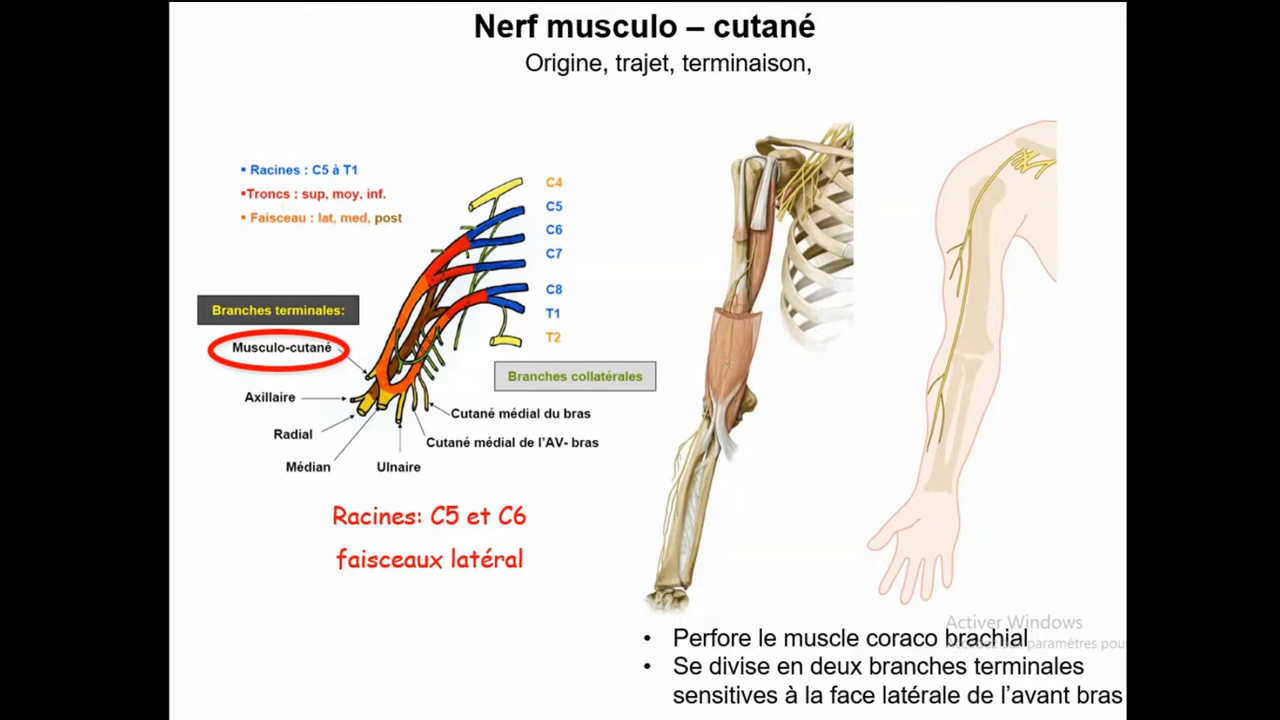 Nerf musculo – cutané
Origine, trajet, terminaison,
▪ Racines : C5 à T1
▪Troncs : sup, moy, inf.
▪ Faisceau : lat, med, post
C4
C5
C6
C7
C8
T1
T2
Branches terminales:
Musculo-cutané
Axillaire
Radial
Médian
Ulnaire
Branches collatérales
Cutané médial du bras
Cutané médial de l'AV- bras
Racines: C5 et C6
faisceaux latéral
Activer Windows
• Perfore le muscle coraco brachial
paramètres pou
• Se divise en deux branches terminales
sensitives à la face latérale de l'avant bras